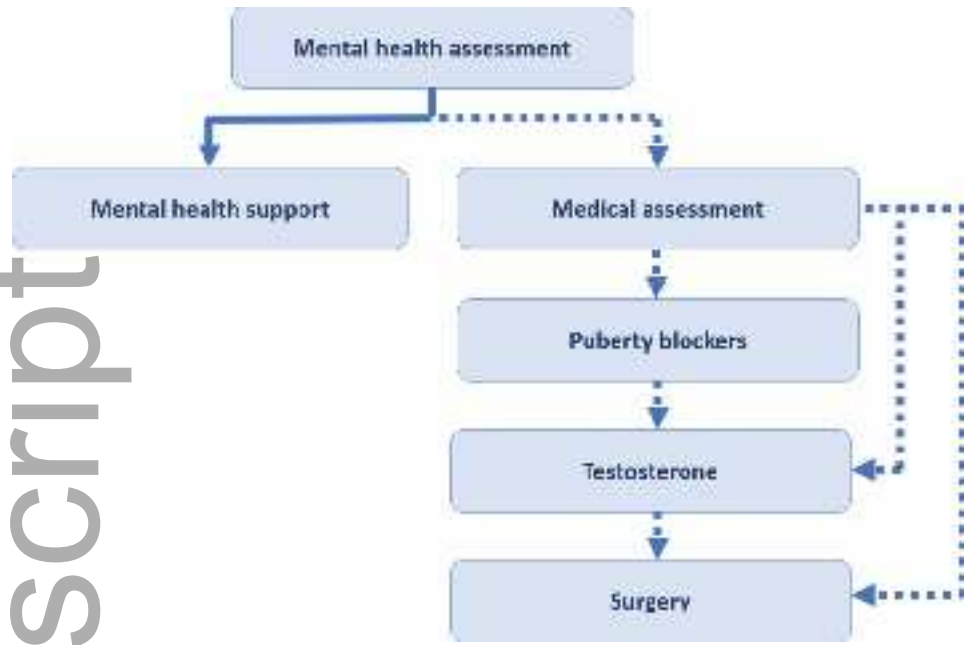 Mental health assessment
Mental health support
Medical assessment
Puberty blockers
Testosterone
Surgery
script